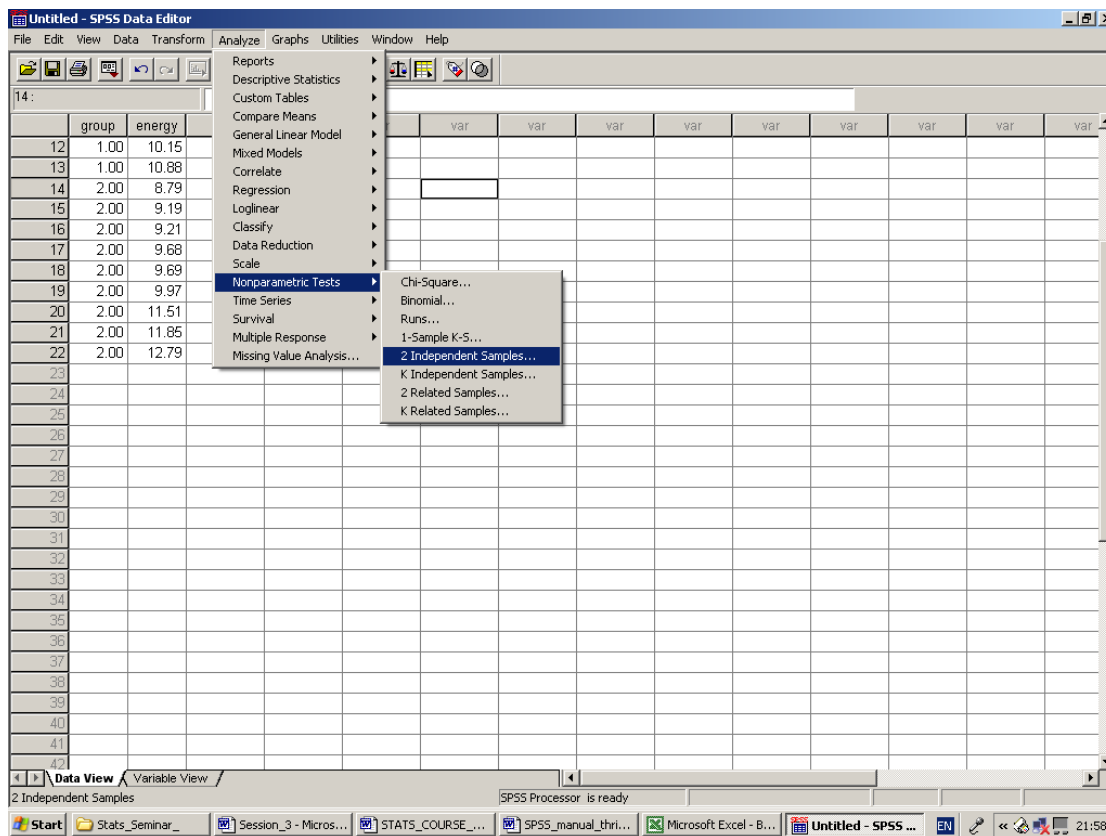 Untitled - SPSS Data Editor
File Edit View Data Transform Analyze Graphs Utilities Window Help
14 :
group energy var var var var var var var var var
12 1.00 10.15
13 1.00 10.88
14 2.00 8.79
15 2.00 9.19
16 2.00 9.21
17 2.00 9.68
18 2.00 9.69
19 2.00 9.97
20 2.00 11.51
21 2.00 11.85
22 2.00 12.79
23
24
25
26
27
28
29
30
31
32
33
34
35
36
37
38
39
40
41
42
Reports
Descriptive Statistics
Custom Tables
Compare Means
General Linear Model
Mixed Models
Correlate
Regression
Loglinear
Classify
Data Reduction
Scale
Nonparametric Tests
Time Series
Survival
Multiple Response
Missing Value Analysis...
Chi-Square...
Binomial...
Runs...
1-Sample K-S...
2 Independent Samples...
K Independent Samples...
2 Related Samples...
K Related Samples...
Data View Variable View
2 Independent Samples SPSS Processor is ready
Start Stats_Seminar_ Session_3 - Micros... STATS_COURSE_... SPSS_manual_thri... Microsoft Excel - B... Untitled - SPSS ... EN « 21:58